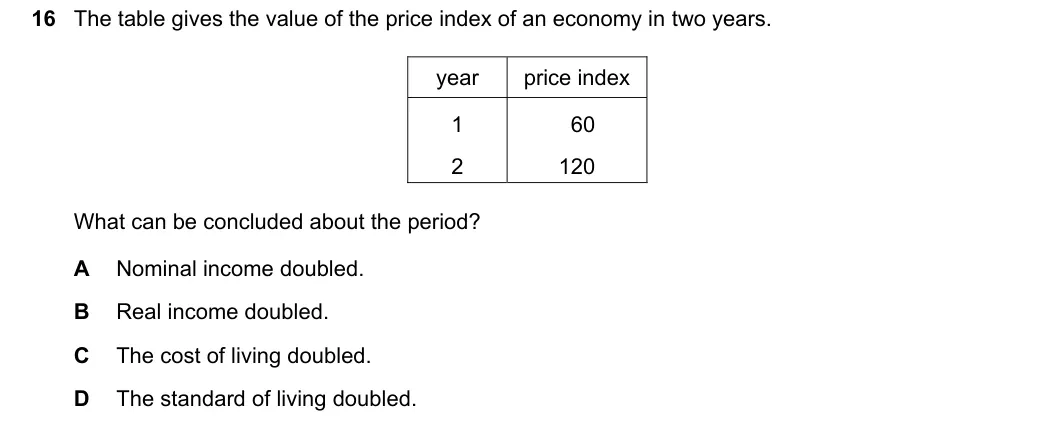 16 The table gives the value of the price index of an economy in two years.
year price index
1 60
2 120
What can be concluded about the period?
A Nominal income doubled.
B Real income doubled.
C The cost of living doubled.
D The standard of living doubled.